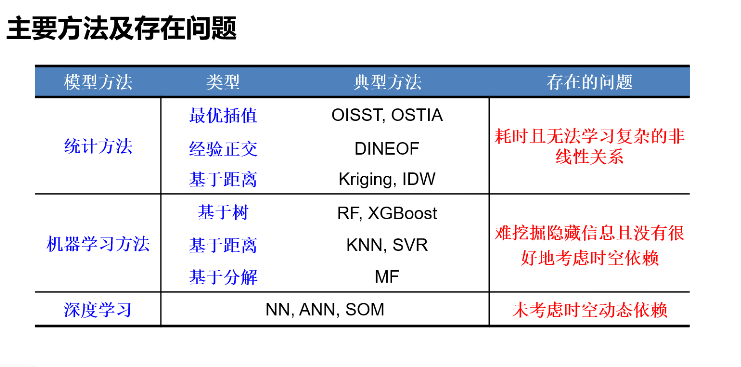 主要方法及存在问题
模型方法 类型 典型方法 存在的问题
最优插值 OISST, OSTIA
统计方法 经验正交 DINEOF 耗时且无法学习复杂的非
线性关系
基于距离 Kriging, IDW
基于树 RF, XGBoost
机器学习方法 基于距离 KNN, SVR 难挖掘隐藏信息且没有很
好地考虑时空依赖
基于分解 MF
深度学习 NN, ANN, SOM 未考虑时空动态依赖